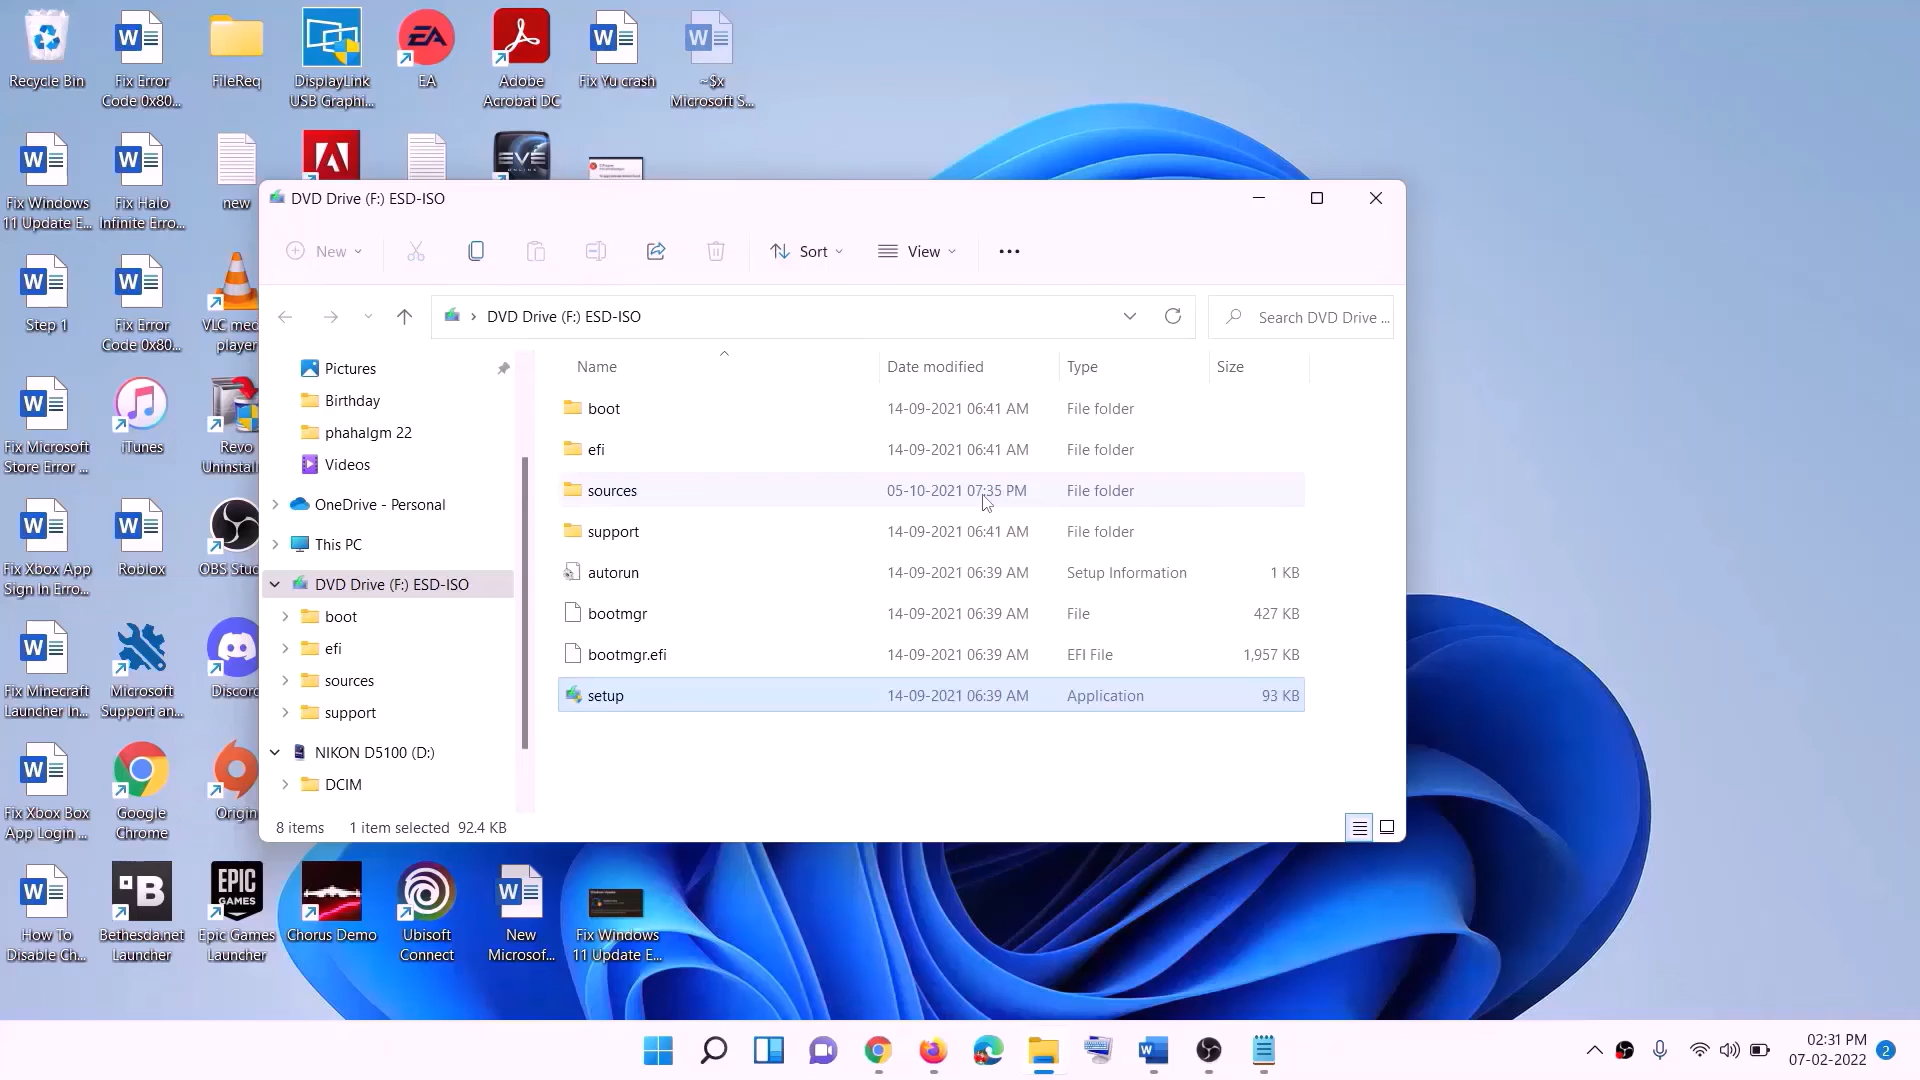 Recycle Bin
Fix Error
Code 0x80...
FileReq
DisplayLink
USB Graphi...
EA
EA
Adobe
Acrobat DC
Fix Yu crash
~$x
Microsoft S...
Fix Windows
11 Update E...
Fix Halo
Infinite Erro...
new
EVE
Step 1
Fix Error
Code 0x80...
VLC med
player
Fix Microsoft
Store Error ...
iTunes
Revo
Uninstall
Fix Xbox App
Sign In Erro...
Roblox
OBS Stud
Fix Minecraft
Launcher In...
Microsoft
Support an...
Discord
Fix Xbox Box
App Login ...
Google
Chrome
Origin
How To
Disable Ch...
Bethesda.net
Launcher
EPIC
GAMES
Epic Games
Launcher
Chorus Demo
Ubisoft
Connect
New
Microsof...
Fix Windows
11 Update E...
DVD Drive (F:) ESD-ISO
New
Sort
View
DVD Drive (F:) ESD-ISO
Search DVD Drive ...
Pictures
Birthday
phahalgm 22
Videos
OneDrive - Personal
This PC
DVD Drive (F:) ESD-ISO
boot
efi
sources
support
NIKON D5100 (D:)
DCIM
Name Date modified Type Size
boot 14-09-2021 06:41 AM File folder
efi 14-09-2021 06:41 AM File folder
sources 05-10-2021 07:35 PM File folder
support 14-09-2021 06:41 AM File folder
autorun 14-09-2021 06:39 AM Setup Information 1 KB
bootmgr 14-09-2021 06:39 AM File 427 KB
bootmgr.efi 14-09-2021 06:39 AM EFI File 1,957 KB
setup 14-09-2021 06:39 AM Application 93 KB
8 items 1 item selected 92.4 KB
02:31 PM
07-02-2022
2